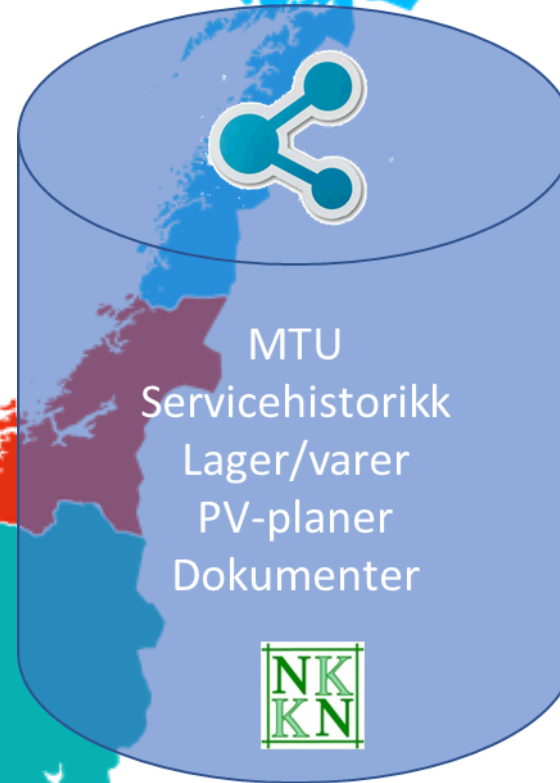 MTU
Servicehistorikk
Lager/varer
PV-planer
Dokumenter
NK
KN